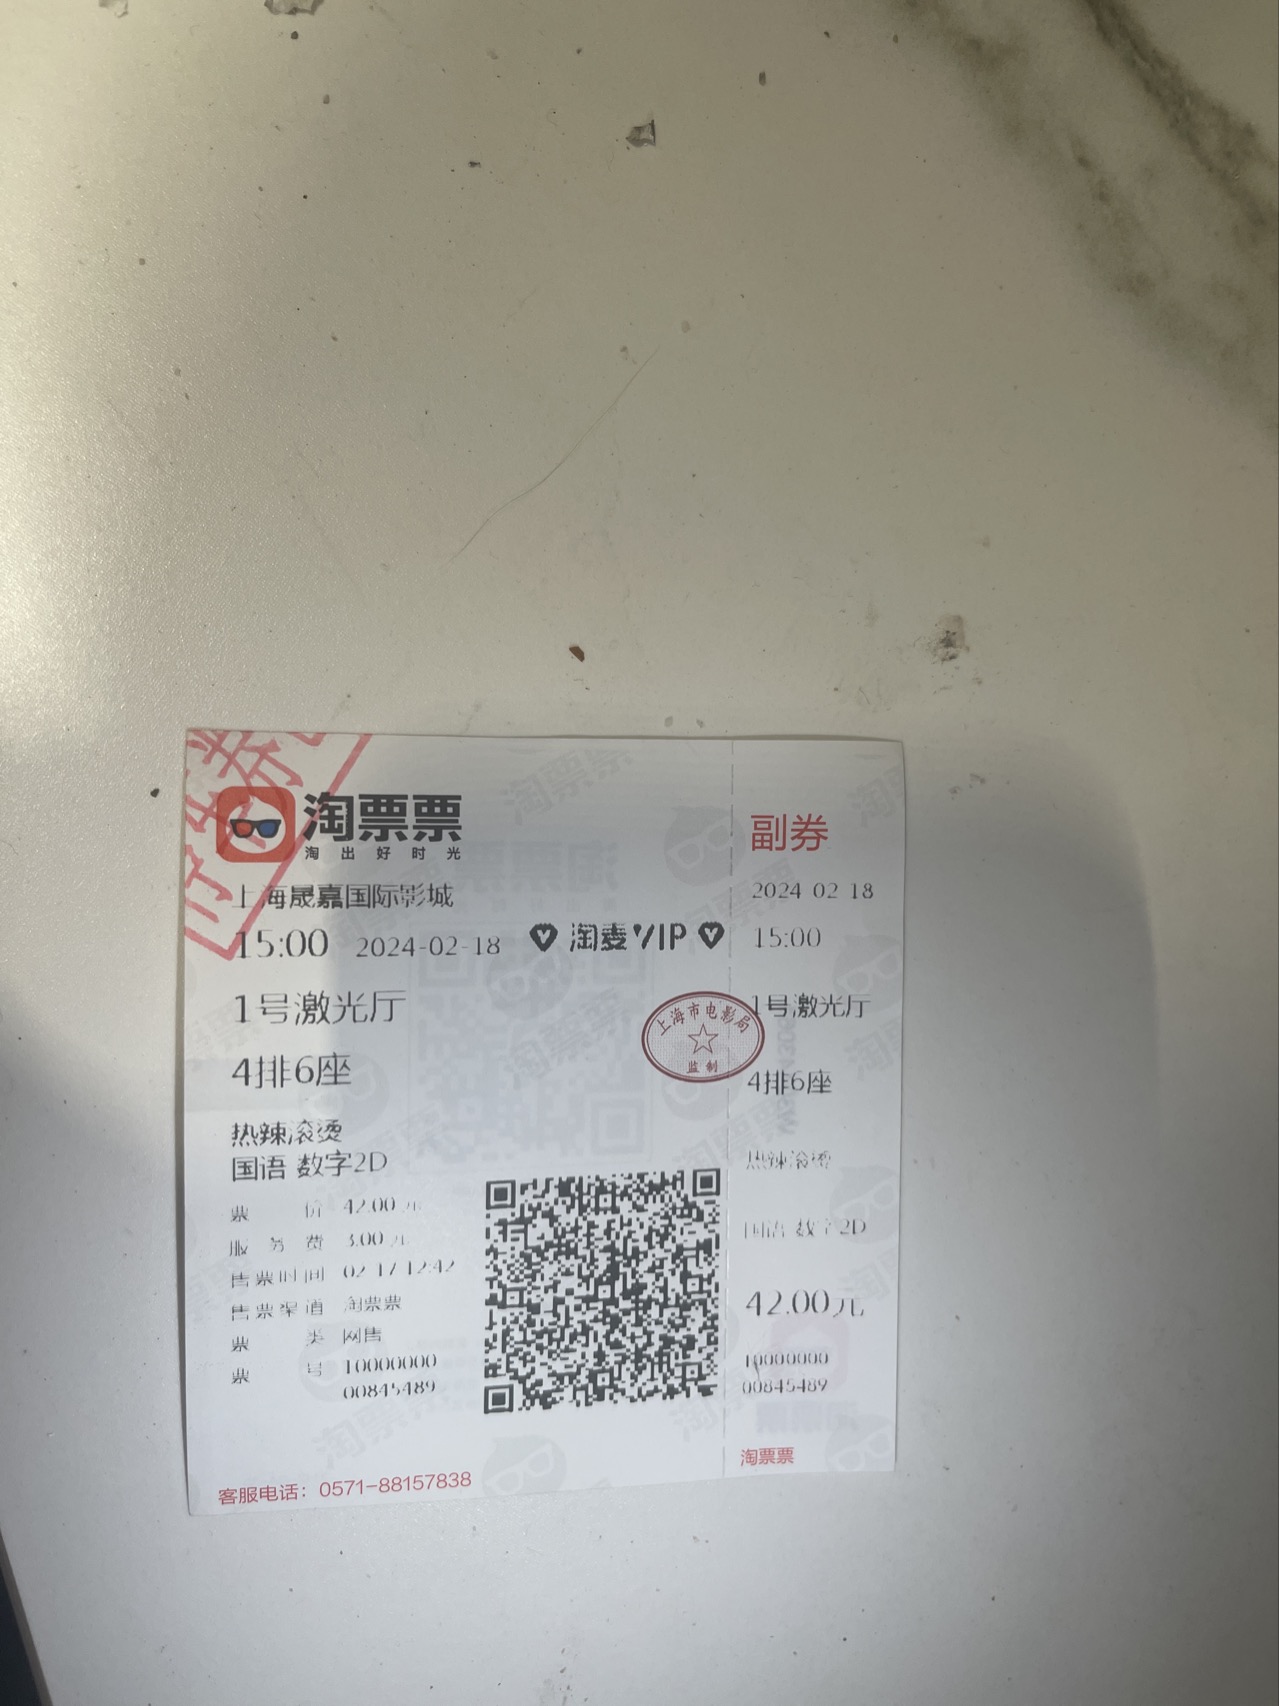 淘票票
淘出好时光
上海晟嘉国际影城
15:00 2024-02-18
淘麦VIP
1号激光厅
4排6座
热辣滚烫
国语 数字2D
票价 42.00元
服务费 3.00元
售票时间 02-17 12:42
售票渠道 淘票票
票类 网售
票号 10000000
00845489
客服电话：0571-88157838
上海市电影局
监制
副券
2024-02-18
15:00
1号激光厅
4排6座
热辣滚烫
国语 数字2D
42.00元
10000000
00845489
淘票票